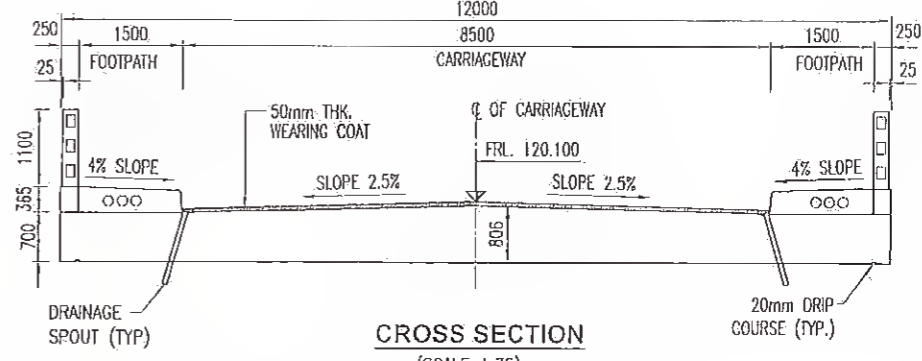 12000
250
1500
8500
1500
250
FOOTPATH
CARRIAGEWAY
FOOTPATH
25
25
50mm THK.
WEARING COAT
℄ OF CARRIAGEWAY
FRL. 120.100
1100
4% SLOPE
SLOPE 2.5%
SLOPE 2.5%
4% SLOPE
365
700
806
DRAINAGE
SPOUT (TYP)
20mm DRIP
COURSE (TYP.)
CROSS SECTION